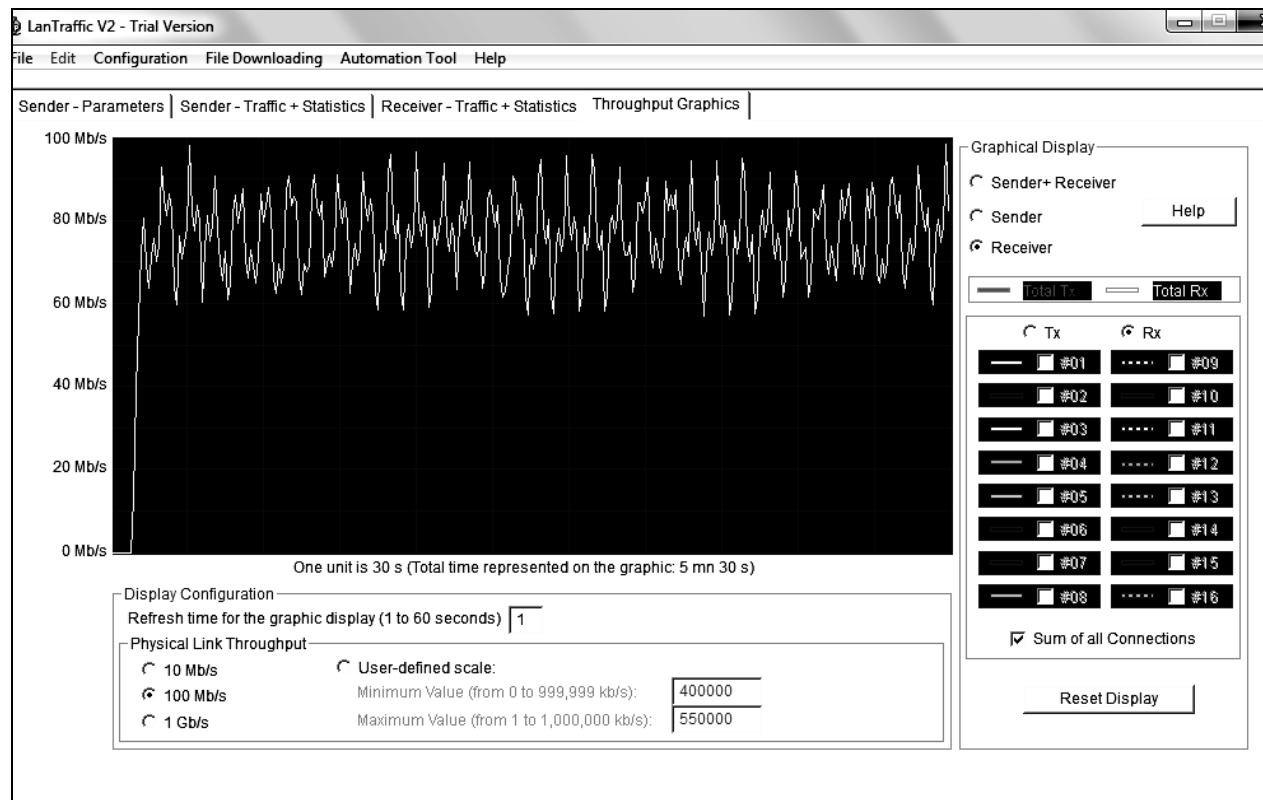 LanTraffic V2 - Trial Version
File Edit Configuration File Downloading Automation Tool Help
Sender - Parameters Sender - Traffic + Statistics Receiver - Traffic + Statistics Throughput Graphics
100 Mb/s
80 Mb/s
60 Mb/s
40 Mb/s
20 Mb/s
0 Mb/s
One unit is 30 s (Total time represented on the graphic: 5 mn 30 s)
Display Configuration
Refresh time for the graphic display (1 to 60 seconds) 1
Physical Link Throughput
10 Mb/s
100 Mb/s
1 Gb/s
User-defined scale:
Minimum Value (from 0 to 999,999 kb/s): 400000
Maximum Value (from 1 to 1,000,000 kb/s): 550000
Graphical Display
Sender+ Receiver
Sender
Receiver
Help
Total Tx Total Rx
Tx Rx
#01 #09
#02 #10
#03 #11
#04 #12
#05 #13
#06 #14
#07 #15
#08 #16
Sum of all Connections
Reset Display